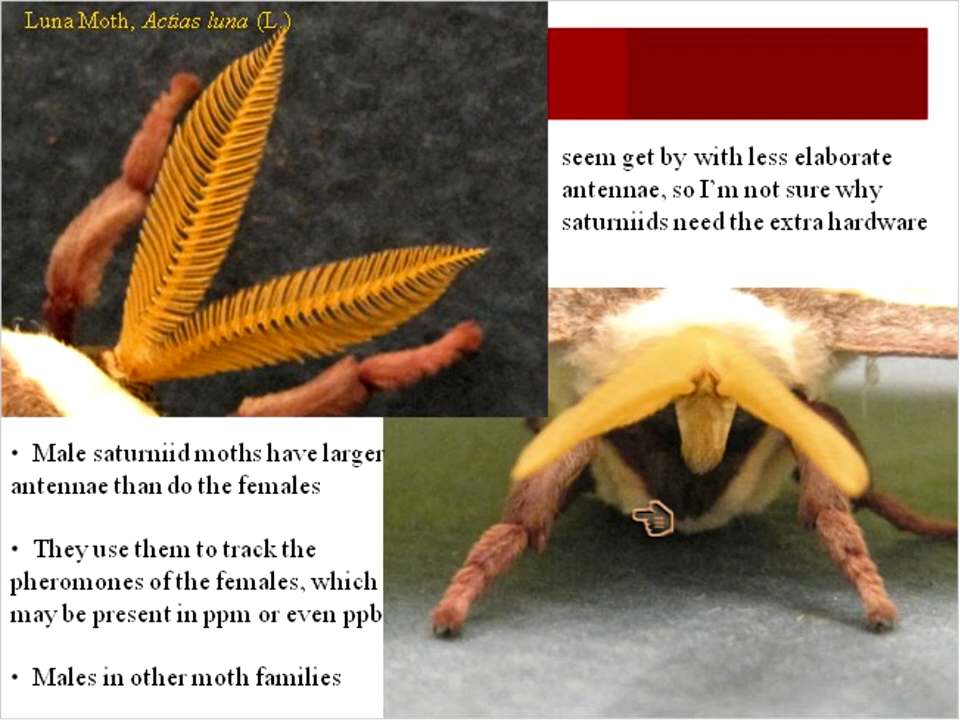 Luna Moth, Actias luna (L.)
• Male saturniid moths have larger
antennae than do the females
• They use them to track the
pheromones of the females, which
may be present in ppm or even ppb
• Males in other moth families
seem get by with less elaborate
antennae, so I'm not sure why
saturniids need the extra hardware